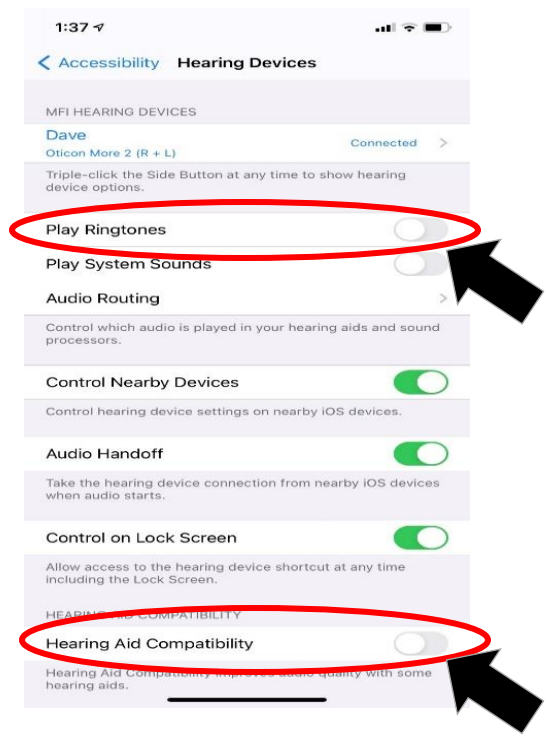 1:37
Accessibility Hearing Devices
MFI HEARING DEVICES
Dave
Connected
Oticon More 2 (R + L)
Triple-click the Side Button at any time to show hearing
device options.
Play Ringtones
Play System Sounds
Audio Routing
Control which audio is played in your hearing aids and sound
processors.
Control Nearby Devices
Control hearing device settings on nearby iOS devices.
Audio Handoff
Take the hearing device connection from nearby iOS devices
when audio starts.
Control on Lock Screen
Allow access to the hearing device shortcut at any time
including the Lock Screen.
HEARING AID COMPATIBILITY
Hearing Aid Compatibility
Hearing Aid Compatibility improves audio quality with some
hearing aids.